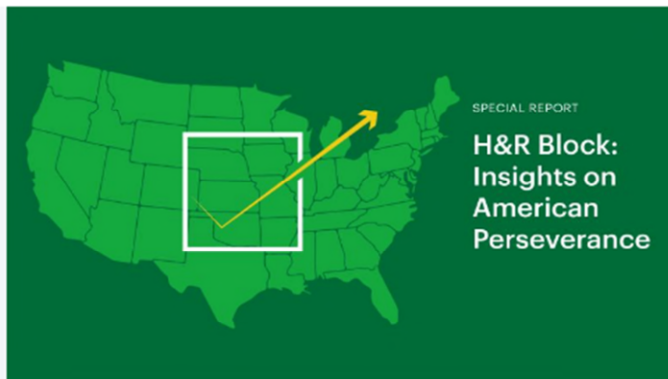 SPECIAL REPORT
H&R Block:
Insights on
American
Perseverance